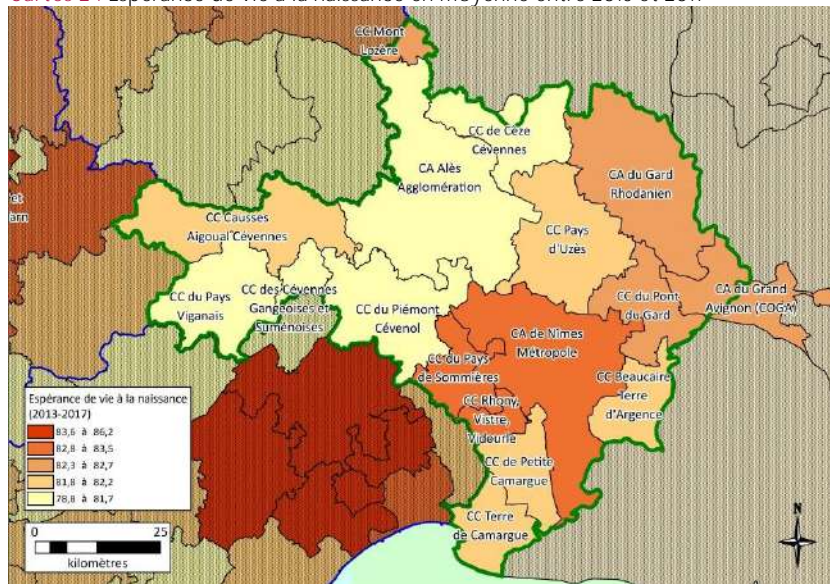 CC Mont
Lozère
CC de Cèze
Cévennes
CA Alès
Agglomération
CA du Gard
Rhodanien
CC Causses
Aigoual Cévennes
CC Pays
d'Uzès
CC du Pays
Viganais
CC des Cévennes
Gangeoises et
Suménoises
CC du Piémont
Cévenol
CA du Grand
Avignon (COGA)
CC du Pont
du Gard
CA de Nîmes
Métropole
CC du Pays
de Sommières
CC Beaucaire
Terre
d'Argence
CC Rhony,
Vistre,
Vidourle
CC de Petite
Camargue
CC Terre
de Camargue
Espérance de vie à la naissance
(2013-2017)
83,6 à 86,2
82,8 à 83,5
82,3 à 82,7
81,8 à 82,2
78,8 à 81,7
0 25
kilomètres
N